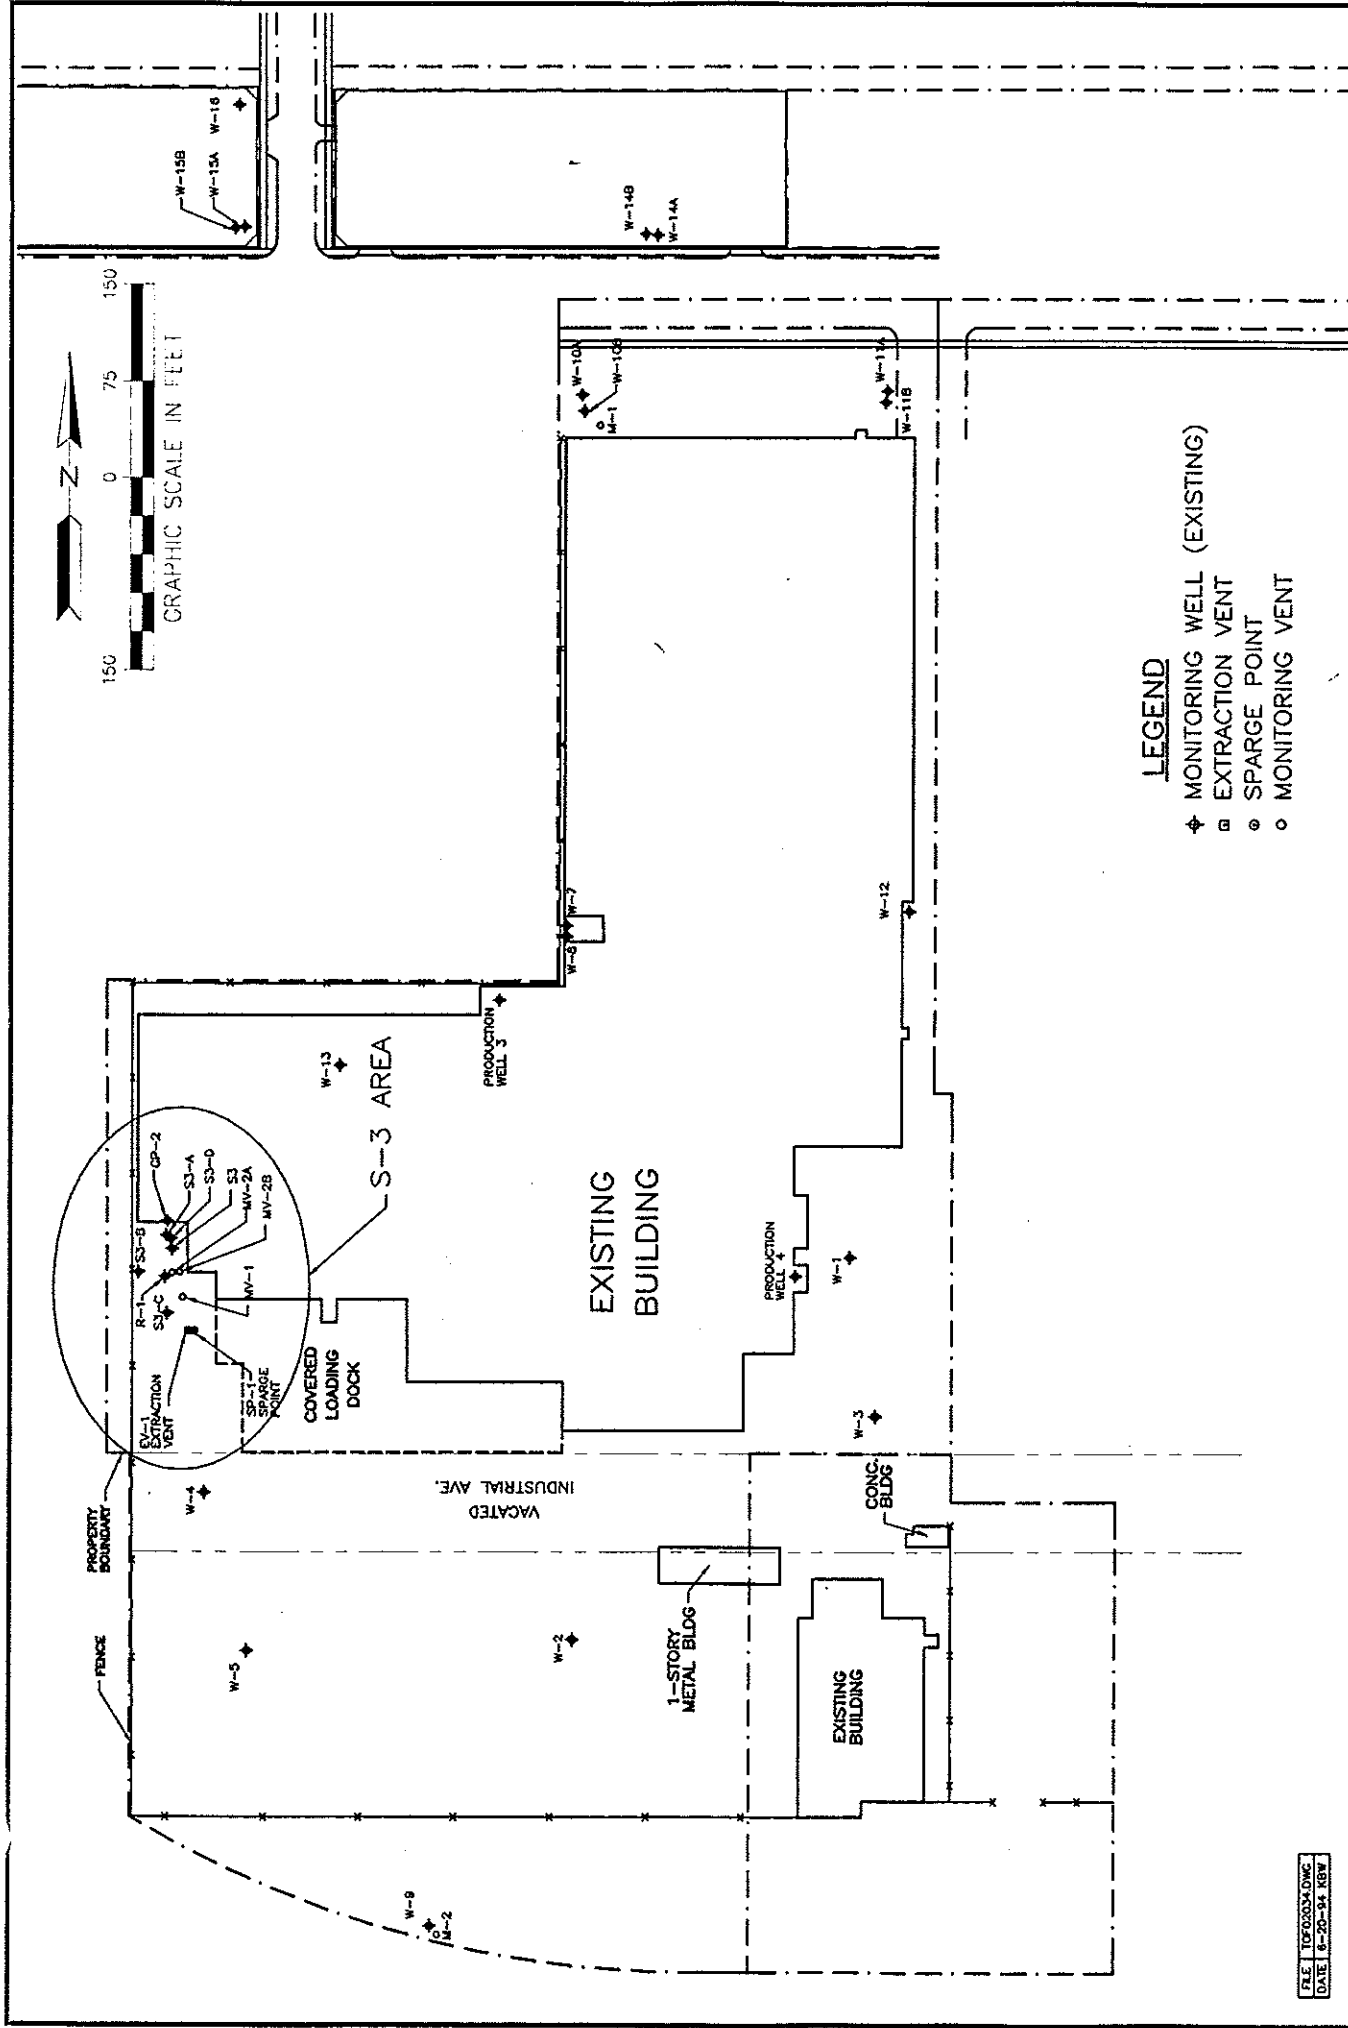 PROPERTY
BOUNDARY
FENCE
EV-1
EXTRACTION
VENT
R-1
S3-C
S3-B
GP-2
S3-A
S3-D
S3
MV-2A
MV-2B
MV-1
SP-1
SPARGE
POINT
COVERED
LOADING
DOCK
S-3 AREA
W-13
PRODUCTION
WELL 3
W-7
W-4
W-5
W-2
W-9
M-2
VACATED
INDUSTRIAL AVE.
1-STORY
METAL BLDG
EXISTING
BUILDING
CONC.
BLDG
W-3
W-1
PRODUCTION
WELL 4
EXISTING
BUILDING
W-12
W-10A
W-10B
M-1
W-11A
W-11B
W-14B
W-14A
W-15B
W-15A
W-16
N
150
0
75
150
GRAPHIC SCALE IN FEET
LEGEND
MONITORING WELL (EXISTING)
EXTRACTION VENT
SPARGE POINT
MONITORING VENT
FILE TOF02034.DWG
DATE 6-20-94 KBW